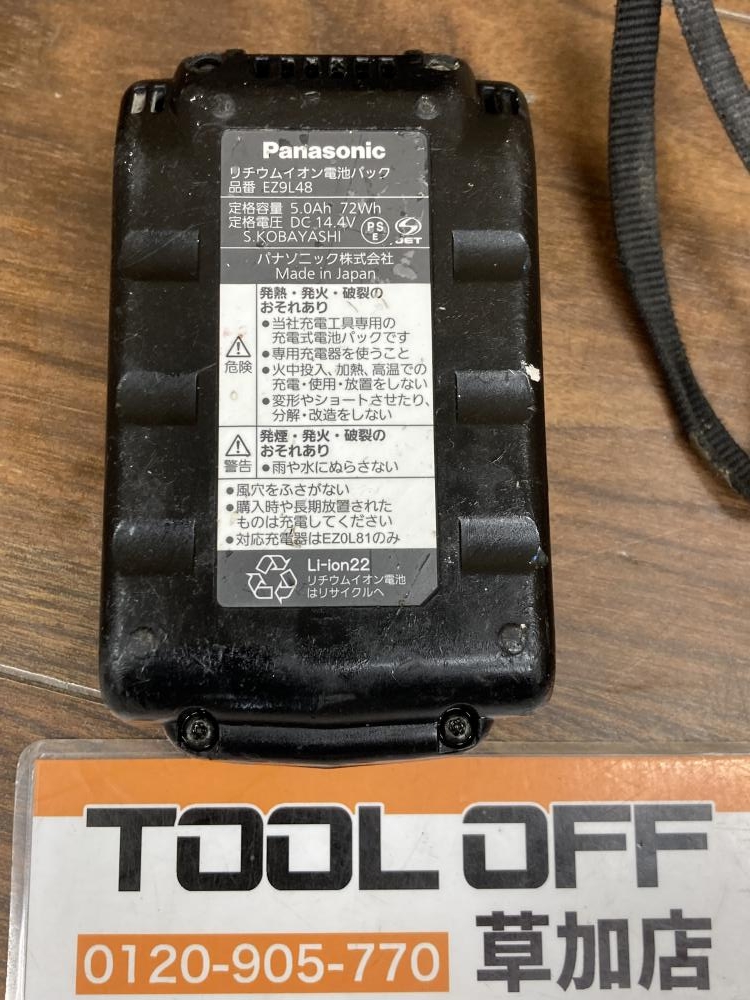 Panasonic
リチウムイオン電池パック
品番 EZ9L48
定格容量 5.0Ah 72Wh
定格電圧 DC 14.4V
S.KOBAYASHI
PS
E
JET
パナソニック株式会社
Made in Japan
危険
発熱・発火・破裂の
おそれあり
●当社充電工具専用の
充電式電池パックです
●専用充電器を使うこと
●火中投入、加熱、高温での
充電・使用・放置をしない
●変形やショートさせたり、
分解・改造をしない
警告
発煙・発火・破裂の
おそれあり
●雨や水にぬらさない
●風穴をふさがない
●購入時や長期放置された
ものは充電してください
●対応充電器はEZ0L81のみ
Li-ion22
リチウムイオン電池
はリサイクルへ
TOOL OFF
0120-905-770
草加店